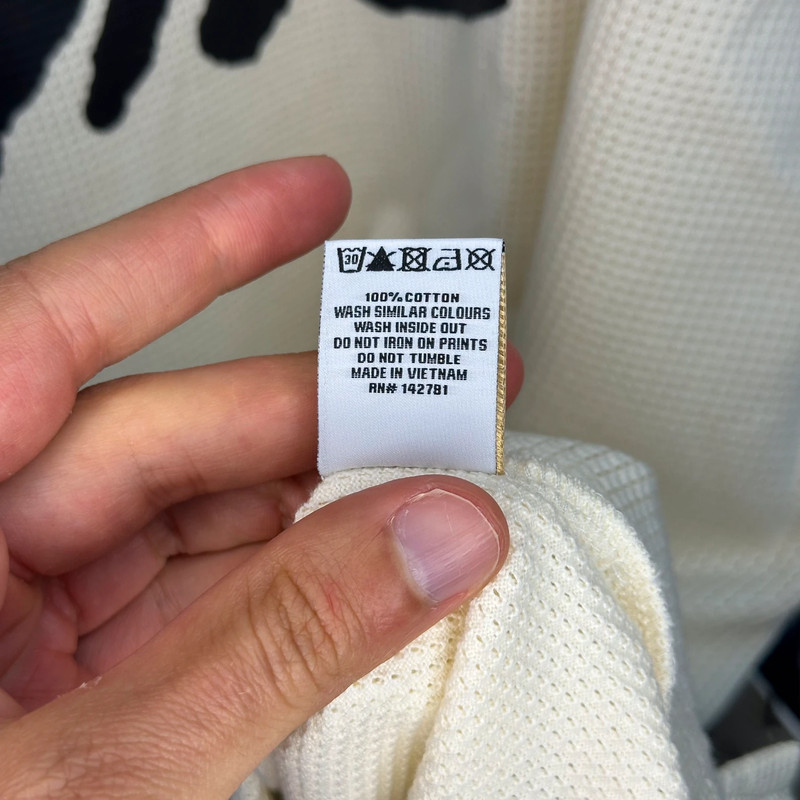 30
100% COTTON
WASH SIMILAR COLOURS
WASH INSIDE OUT
DO NOT IRON ON PRINTS
DO NOT TUMBLE
MADE IN VIETNAM
RN# 142781